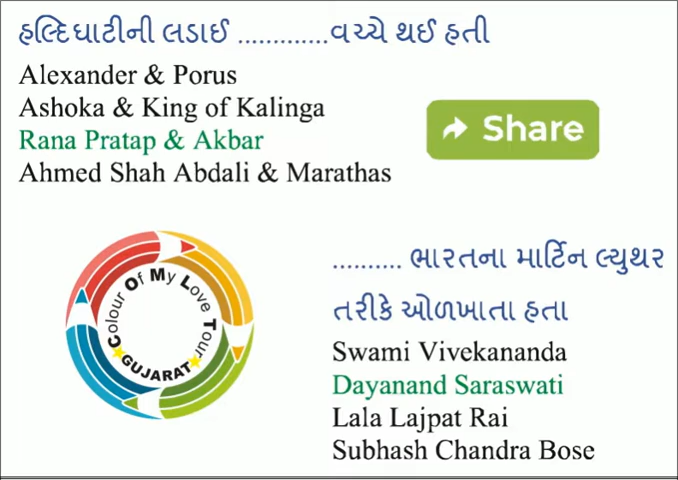 હલ્દિઘાટીની લડાઈ .............વચ્ચે થઈ હતી
Alexander & Porus
Ashoka & King of Kalinga
Rana Pratap & Akbar
Ahmed Shah Abdali & Marathas
Share
Colour Of My Love Tour
GUJARAT
.......... ભારતના માર્ટિન લ્યુથર
તરીકે ઓળખાતા હતા
Swami Vivekananda
Dayanand Saraswati
Lala Lajpat Rai
Subhash Chandra Bose